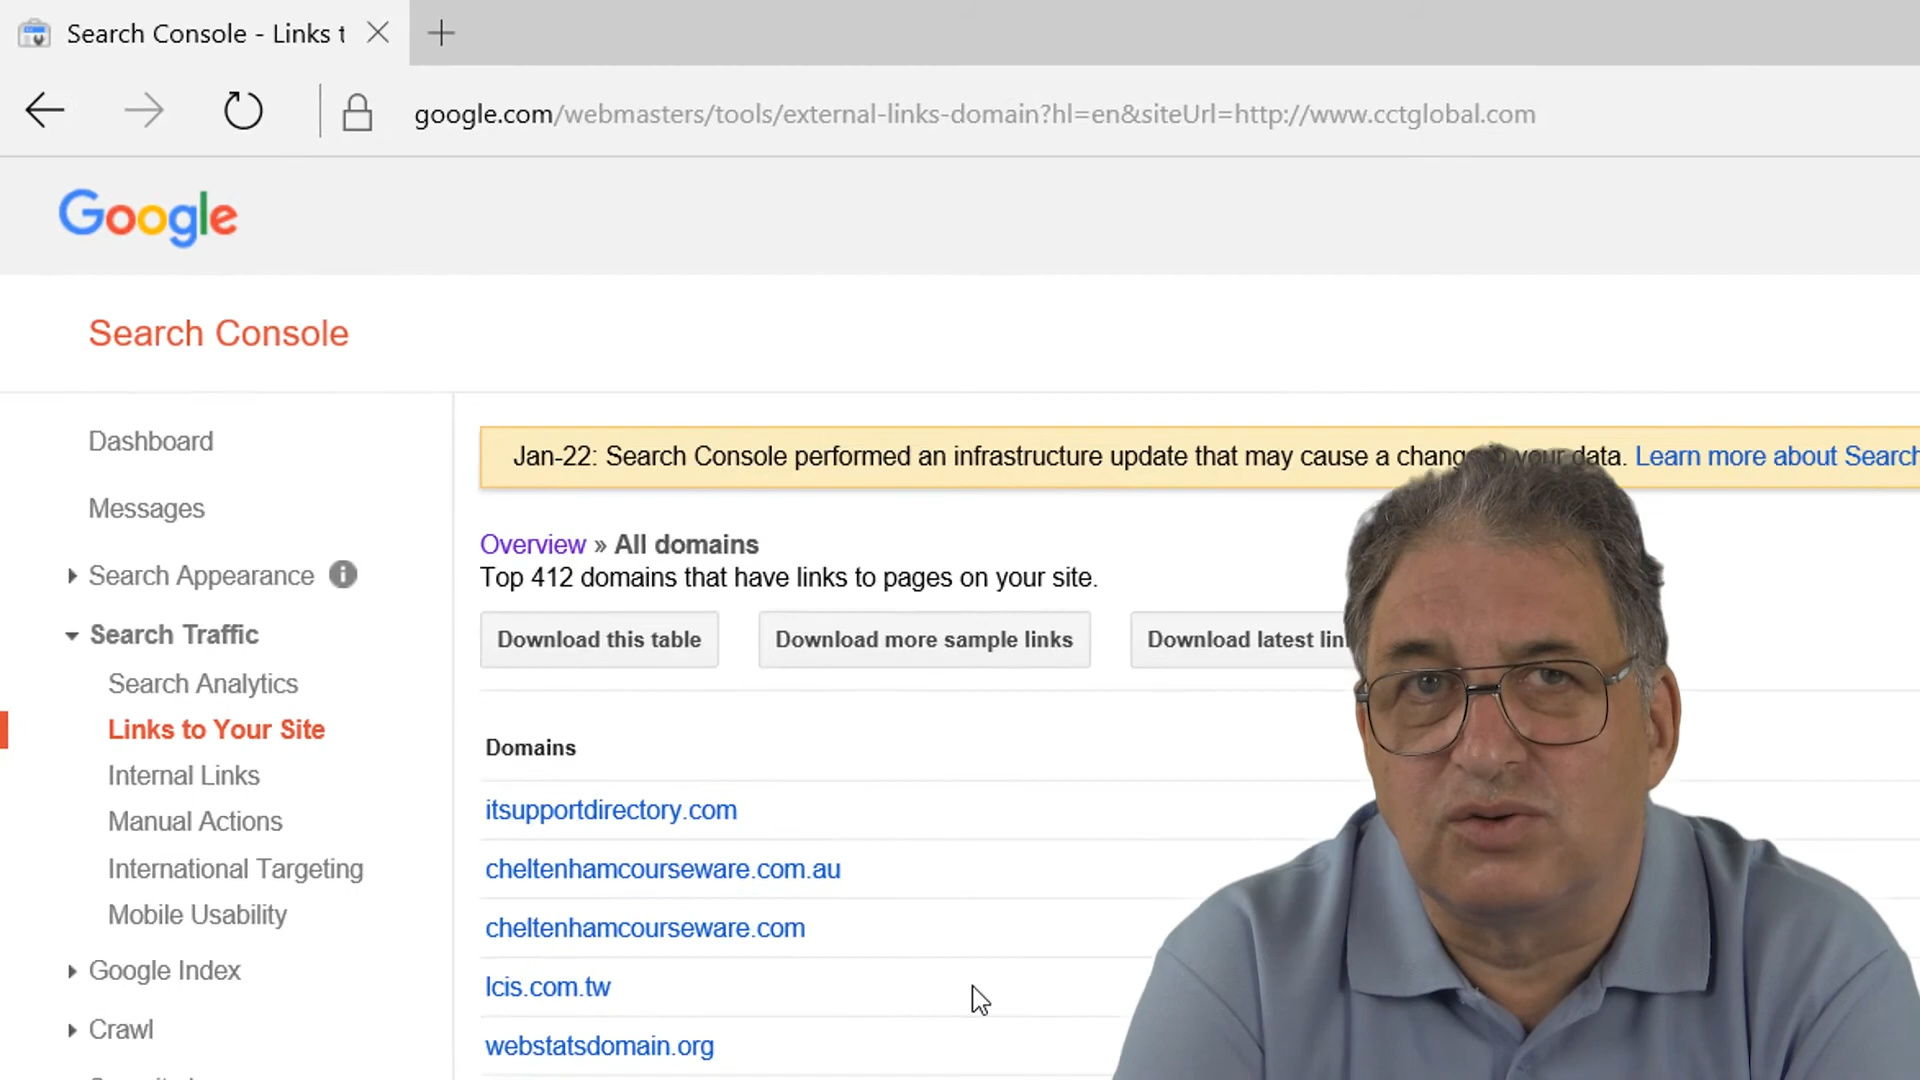 Search Console - Links t
google.com/webmasters/tools/external-links-domain?hl=en&siteUrl=http://www.cctglobal.com
Google
Search Console
Dashboard
Messages
Search Appearance
Search Traffic
Search Analytics
Links to Your Site
Internal Links
Manual Actions
International Targeting
Mobile Usability
Google Index
Crawl
Jan-22: Search Console performed an infrastructure update that may cause a change in your data. Learn more about Search
Overview » All domains
Top 412 domains that have links to pages on your site.
Download this table
Download more sample links
Download latest lin
Domains
itsupportdirectory.com
cheltenhamcourseware.com.au
cheltenhamcourseware.com
lcis.com.tw
webstatsdomain.org